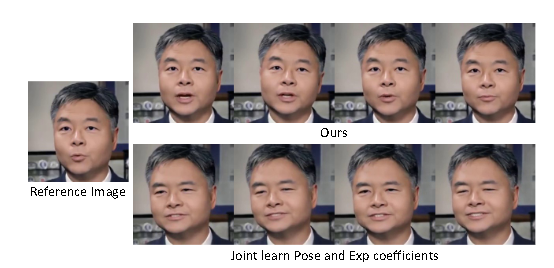 Ours
Reference Image
Joint learn Pose and Exp coefficients